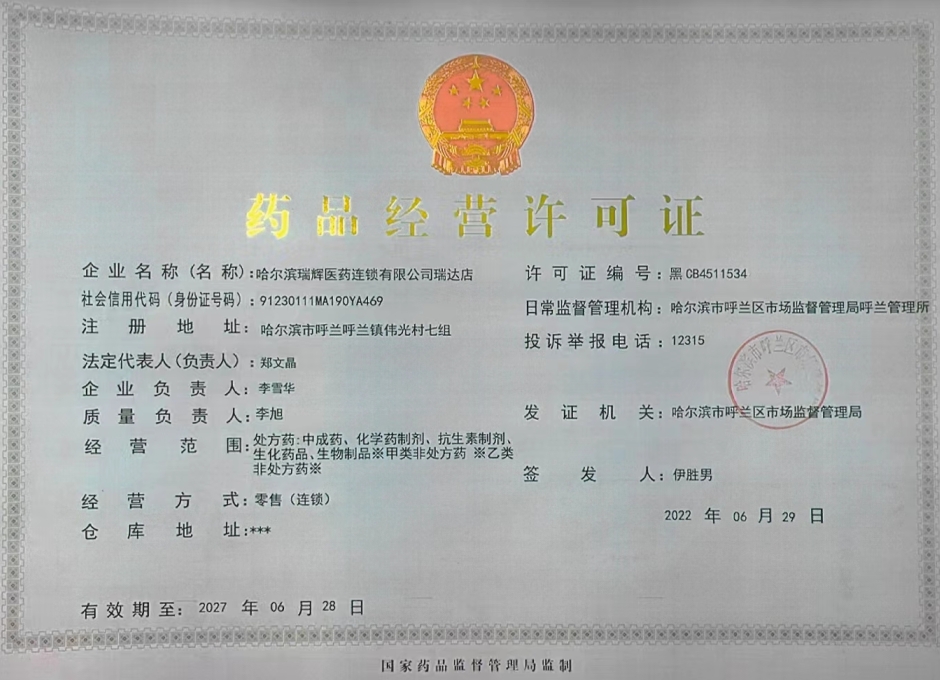 药品经营许可证
企业名称(名称):哈尔滨瑞辉医药连锁有限公司瑞达店
社会信用代码(身份证号码):91230111MA190YA469
注册地址:哈尔滨市呼兰呼兰镇伟光村七组
法定代表人(负责人):郑文晶
企业负责人:李雪华
质量负责人:李旭
经营范围:处方药:中成药、化学药制剂、抗生素制剂、
生化药品、生物制品※甲类非处方药 ※乙类
非处方药※
经营方式:零售(连锁)
仓库地址:***
有效期至:2027 年 06 月 28 日
许可证编号:黑CB4511534
日常监督管理机构:哈尔滨市呼兰区市场监督管理局呼兰管理所
投诉举报电话:12315
发证机关:哈尔滨市呼兰区市场监督管理局
签发人:伊胜男
2022 年 06 月 29 日
哈尔滨市呼兰区市
国家药品监督管理局监制